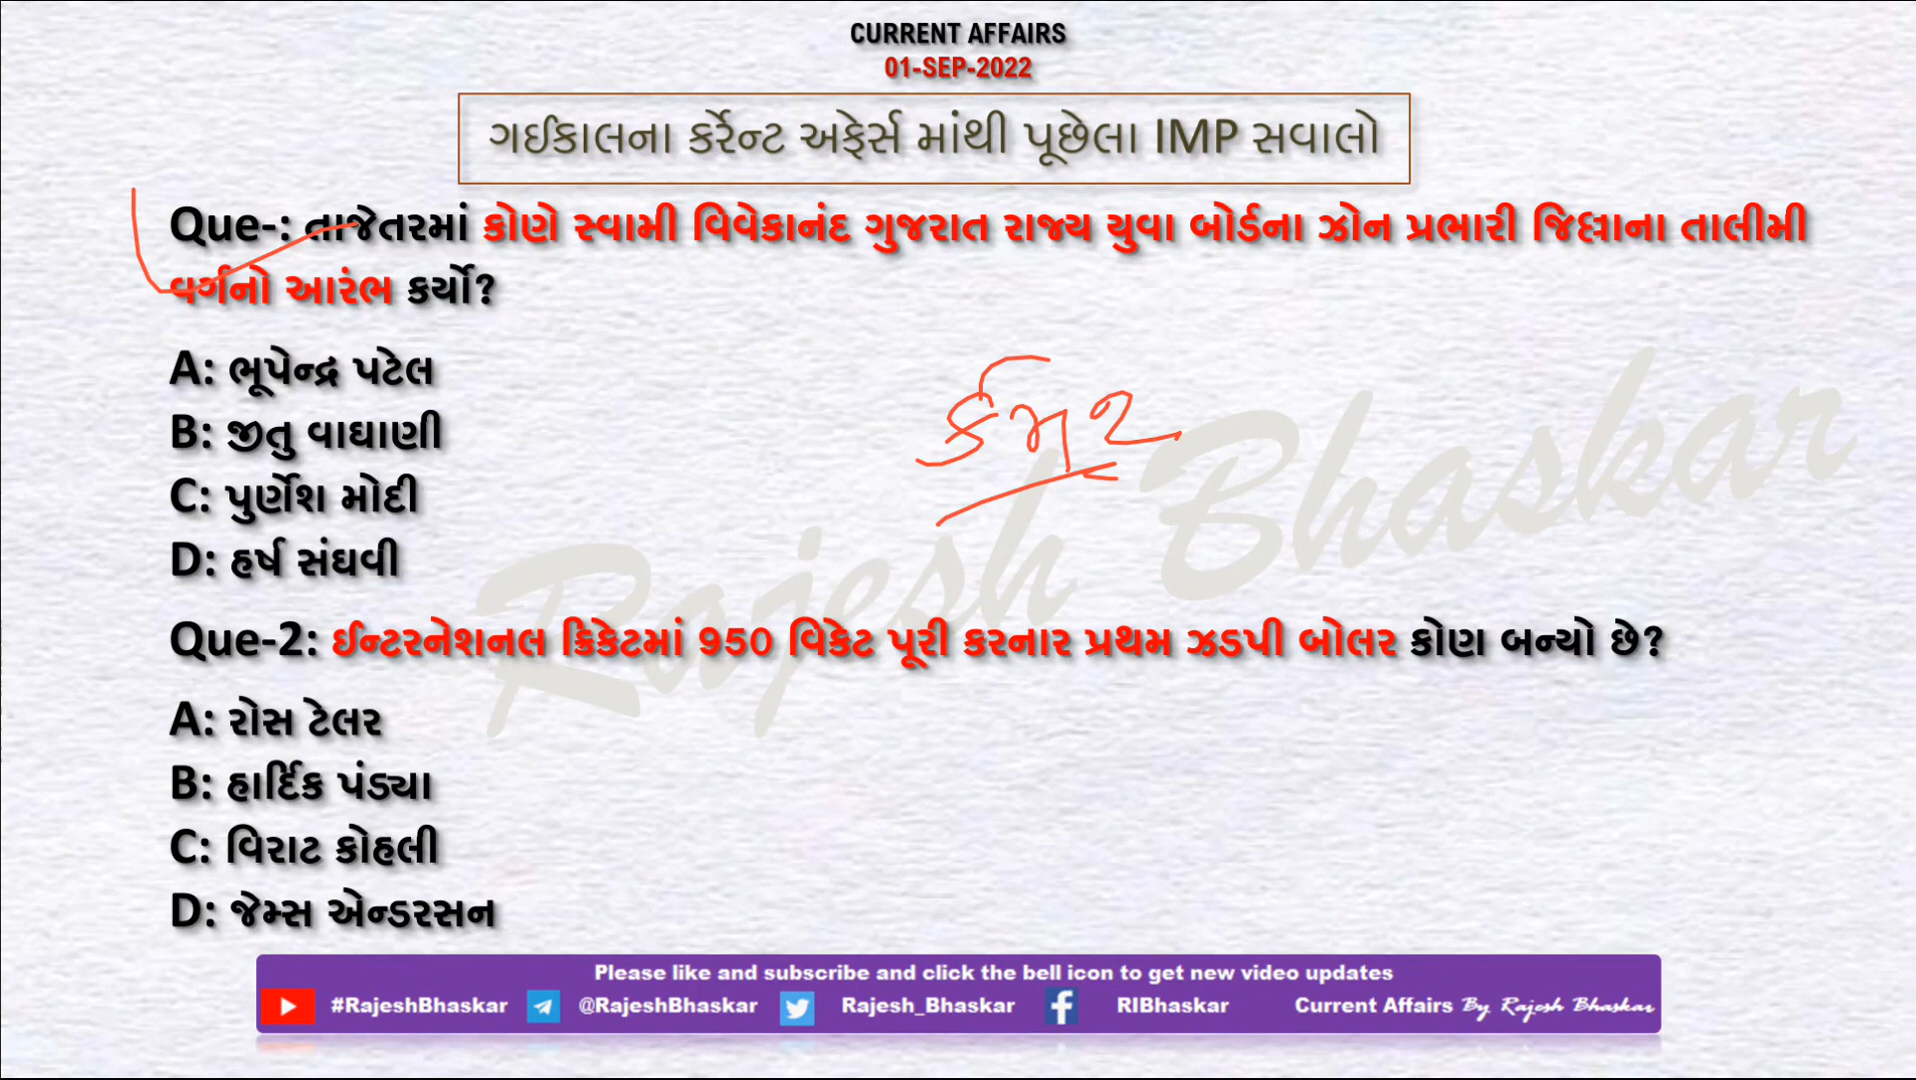 CURRENT AFFAIRS
01-SEP-2022
ગઈકાલના કર્રેન્ટ અફેર્સ માંથી પૂછેલા IMP સવાલો
Que-: તાજેતરમાં કોણે સ્વામી વિવેકાનંદ ગુજરાત રાજ્ય યુવા બોર્ડના ઝોન પ્રભારી જિલ્લાના તાલીમી
વર્ગનો આરંભ કર્યો?
A: ભૂપેન્દ્ર પટેલ
B: જીતુ વાઘાણી
C: પુર્ણેશ મોદી
D: હર્ષ સંઘવી
Rajesh Bhaskar
Que-2: ઈન્ટરનેશનલ ક્રિકેટમાં 950 વિકેટ પૂરી કરનાર પ્રથમ ઝડપી બોલર કોણ બન્યો છે?
A: રોસ ટેલર
B: હાર્દિક પંડ્યા
C: વિરાટ કોહલી
D: જેમ્સ એન્ડરસન
Please like and subscribe and click the bell icon to get new video updates
#RajeshBhaskar @RajeshBhaskar Rajesh_Bhaskar RIBhaskar Current Affairs By Rajesh Bhaskar